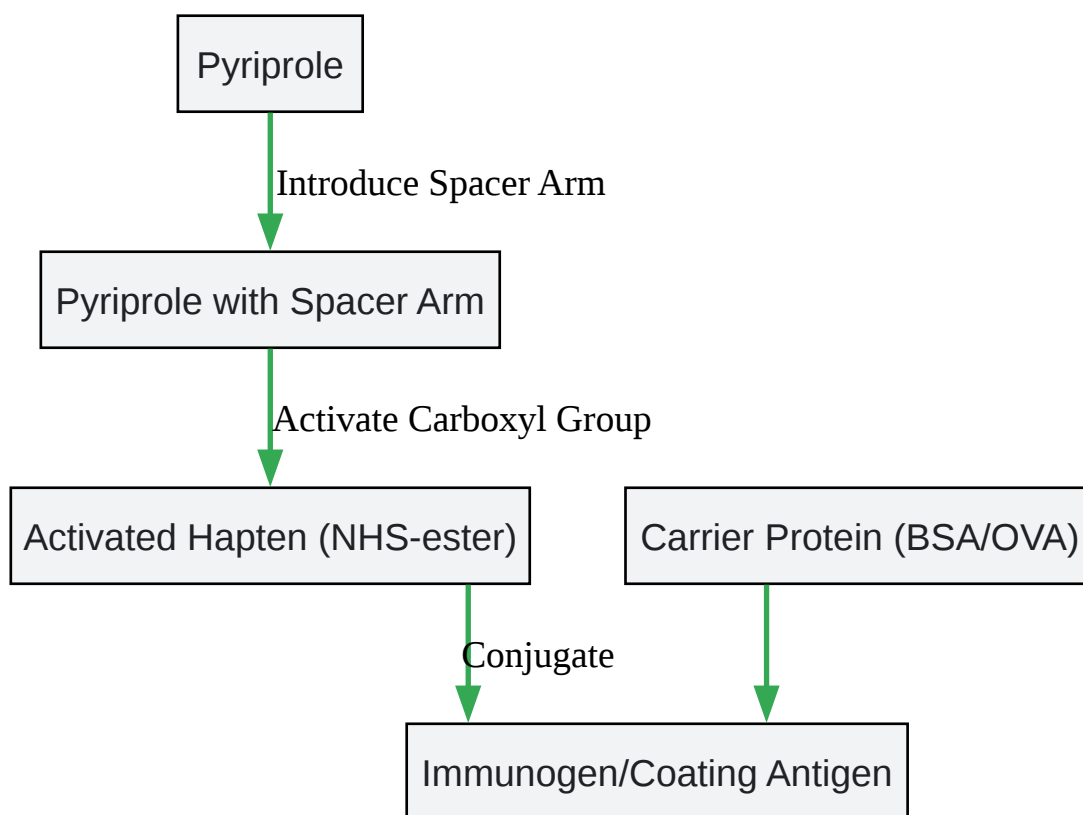 Pyriprole
Introduce Spacer Arm
Pyriprole with Spacer Arm
Activate Carboxyl Group
Activated Hapten (NHS-ester)
Carrier Protein (BSA/OVA)
Conjugate
Immunogen/Coating Antigen